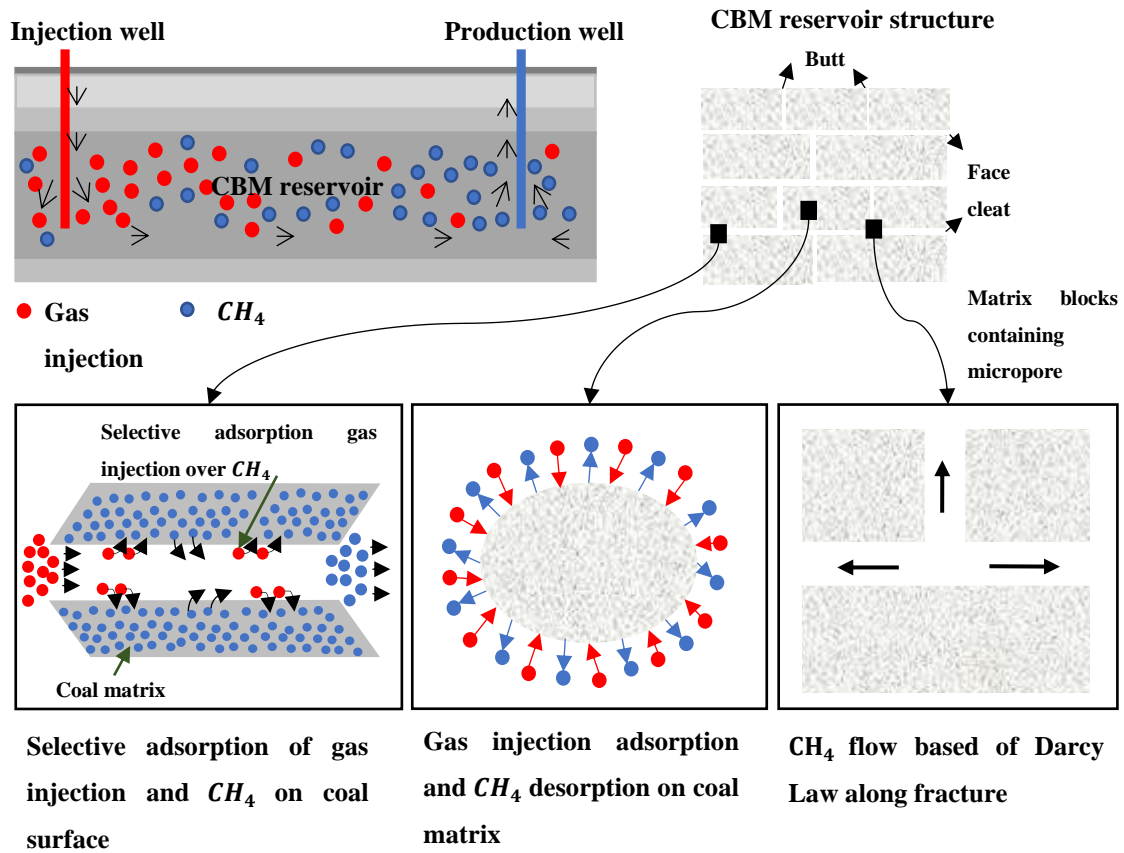 Injection well
Production well
CBM reservoir
Gas
injection
𝑪𝑯₄
CBM reservoir structure
Butt
Face
cleat
Matrix blocks
containing
micropore
Selective adsorption gas
injection over 𝑪𝑯₄
Coal matrix
Selective adsorption of gas
injection and 𝑪𝑯₄ on coal
surface
Gas injection adsorption
and 𝑪𝑯₄ desorption on coal
matrix
CH₄ flow based of Darcy
Law along fracture